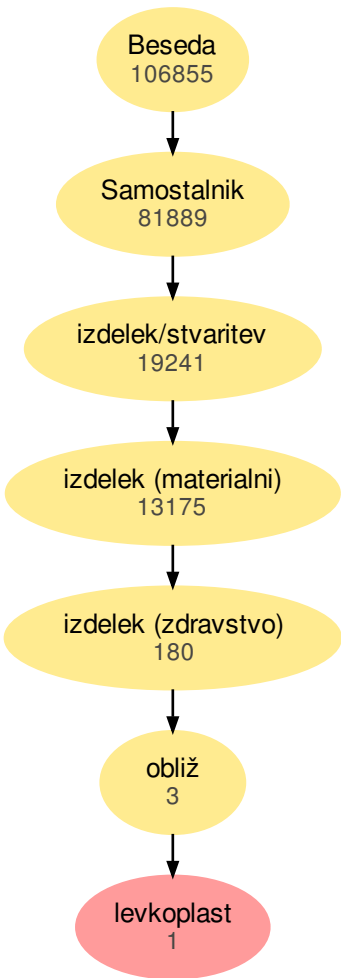 Beseda
106855
Samostalnik
81889
izdelek/stvaritev
19241
izdelek (materialni)
13175
izdelek (zdravstvo)
180
obliž
3
levkoplast
1